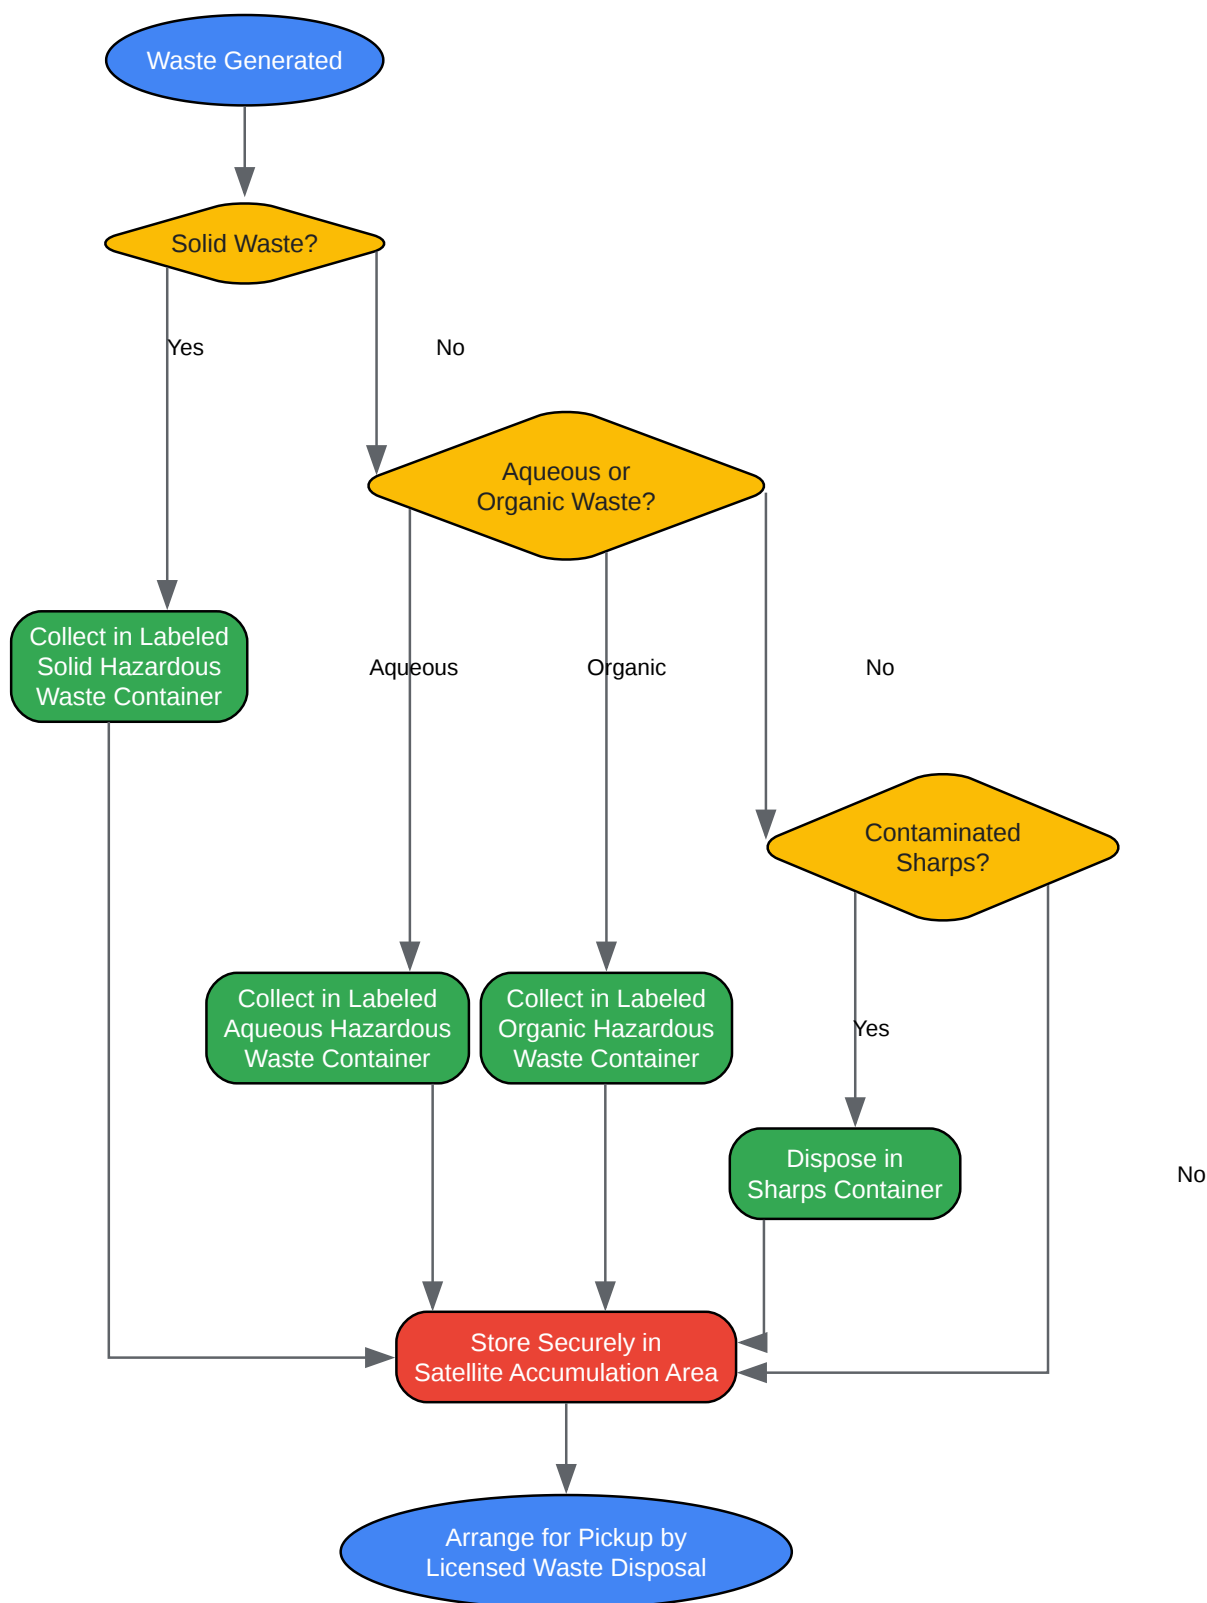 Waste Generated
Solid Waste?
Yes
No
Aqueous or
Organic Waste?
Collect in Labeled
Solid Hazardous
Waste Container
Aqueous
Organic
No
Contaminated
Sharps?
Collect in Labeled
Aqueous Hazardous
Waste Container
Collect in Labeled
Organic Hazardous
Waste Container
Yes
Dispose in
Sharps Container
No
Store Securely in
Satellite Accumulation Area
Arrange for Pickup by
Licensed Waste Disposal